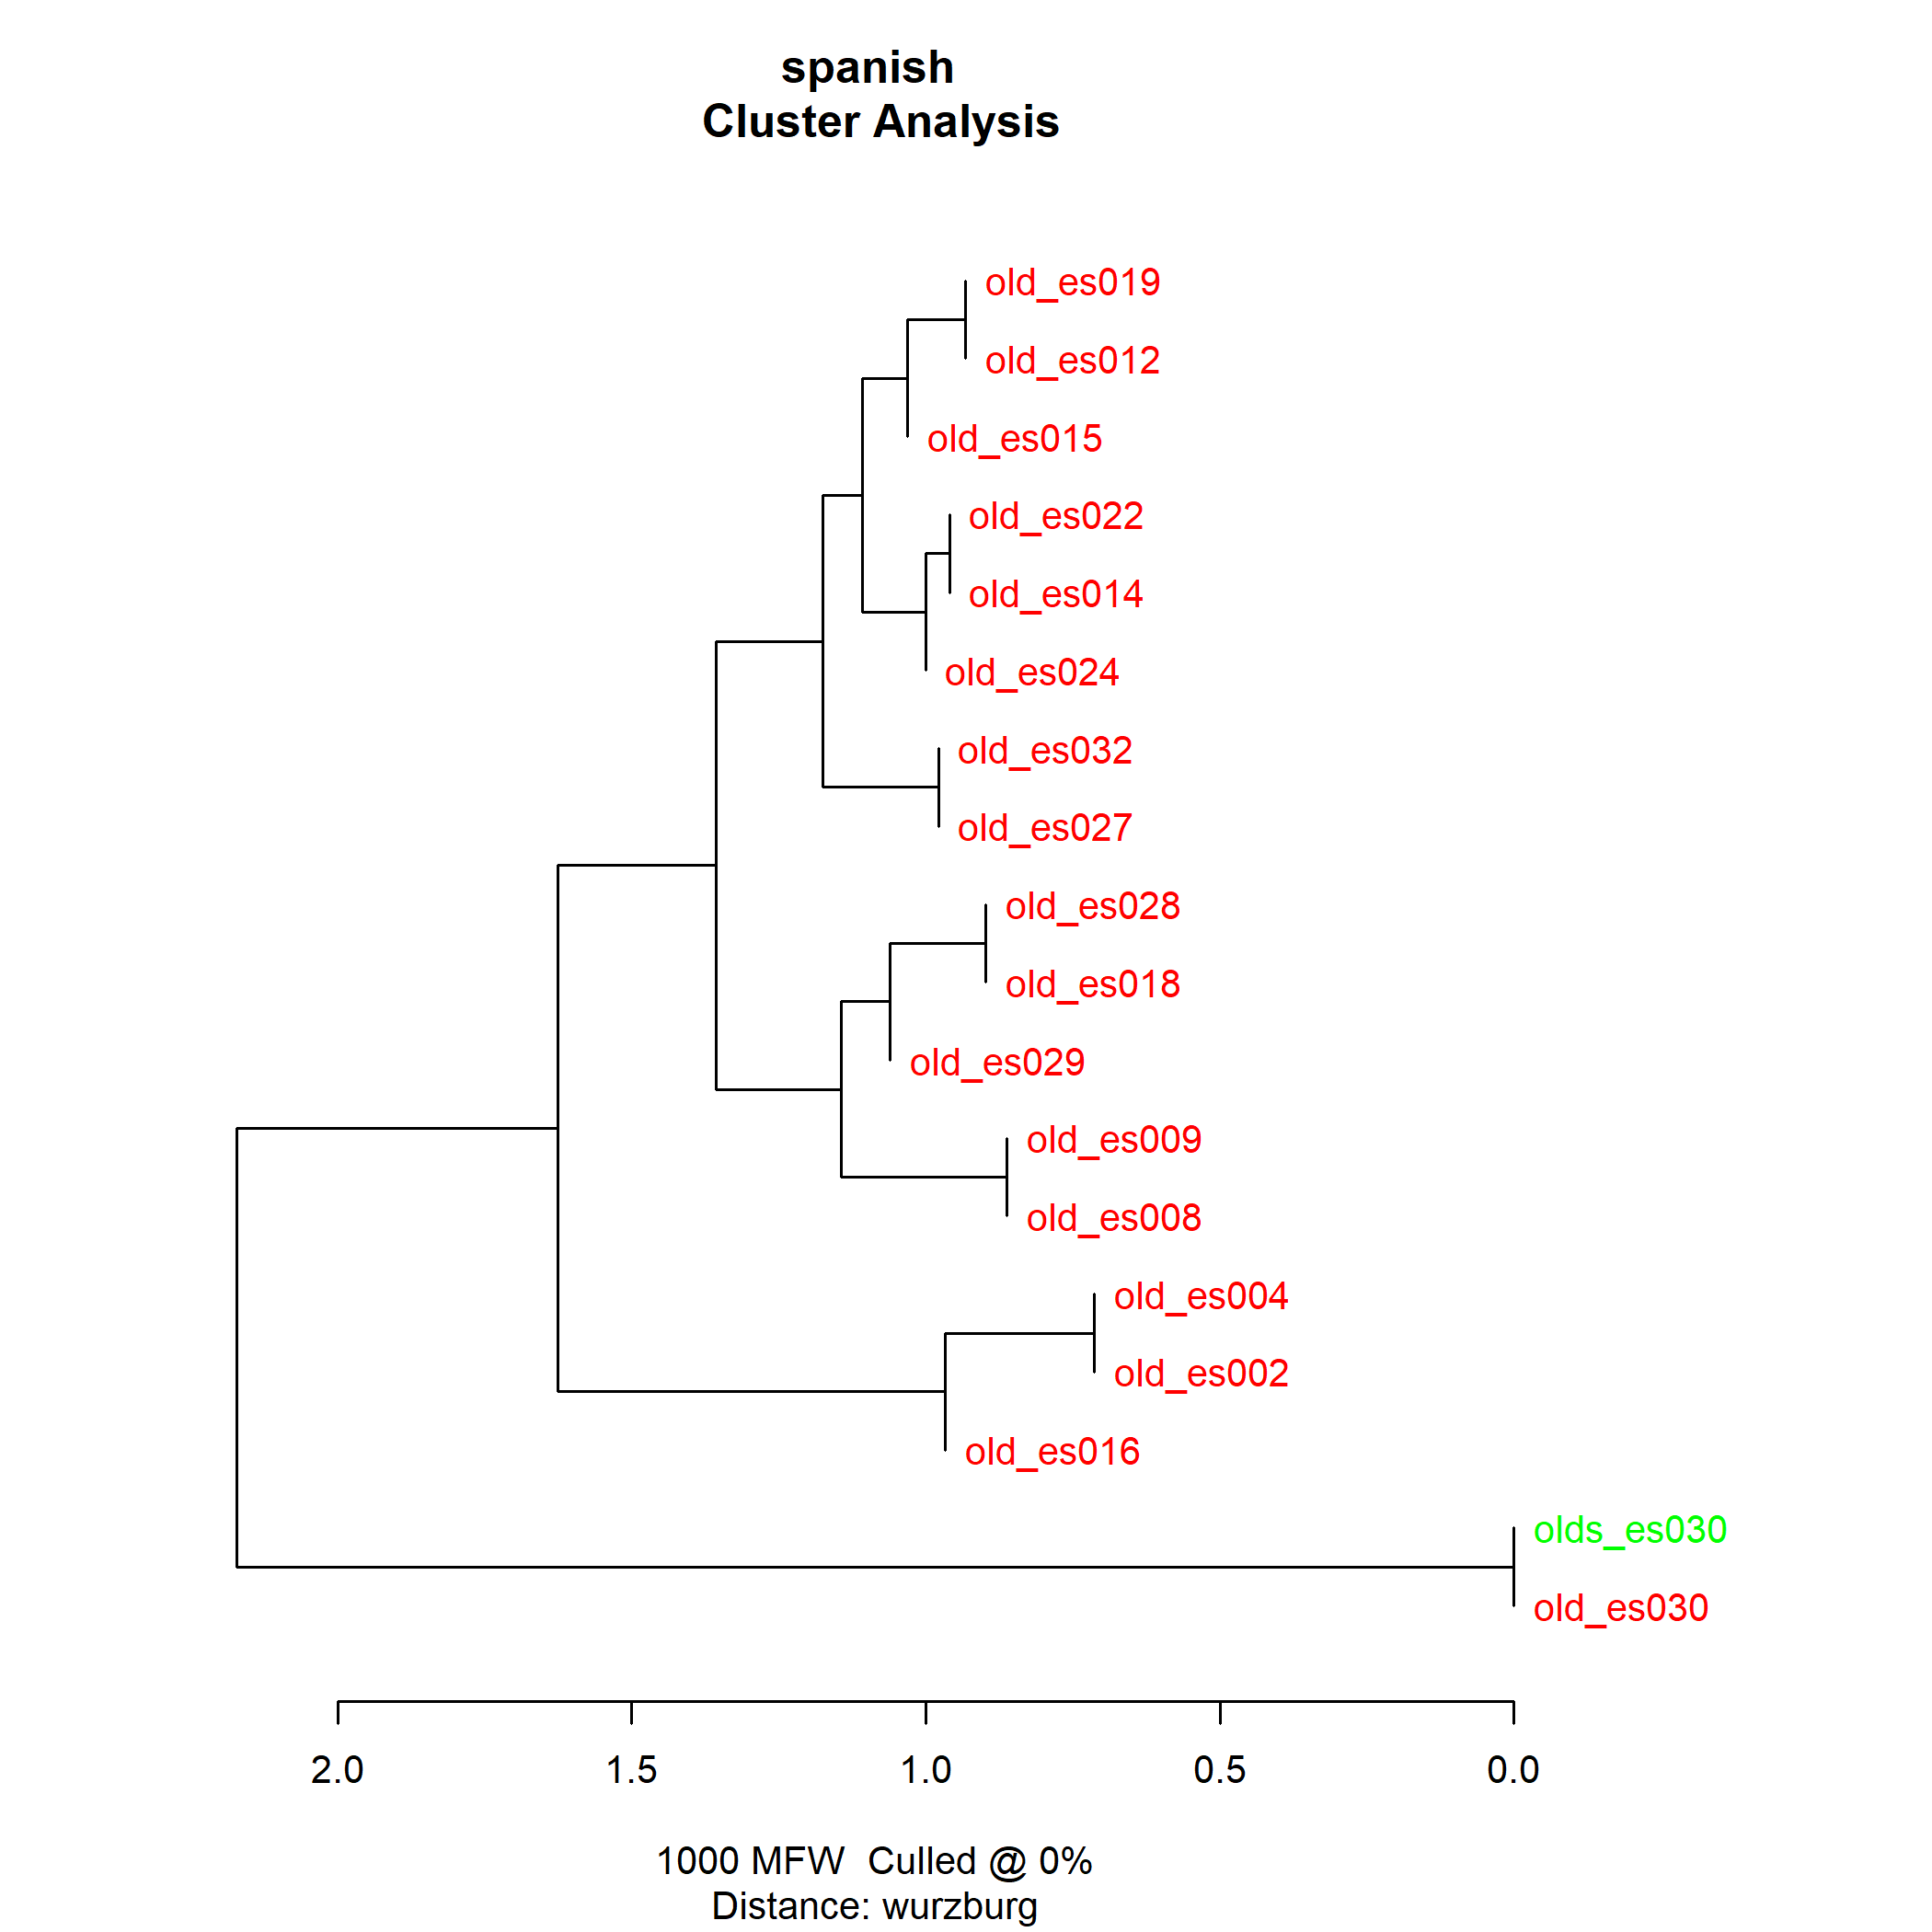 spanish
Cluster Analysis
old_es019
old_es012
old_es015
old_es022
old_es014
old_es024
old_es032
old_es027
old_es028
old_es018
old_es029
old_es009
old_es008
old_es004
old_es002
old_es016
olds_es030
old_es030
2.0 1.5 1.0 0.5 0.0
1000 MFW  Culled @ 0%
Distance: wurzburg